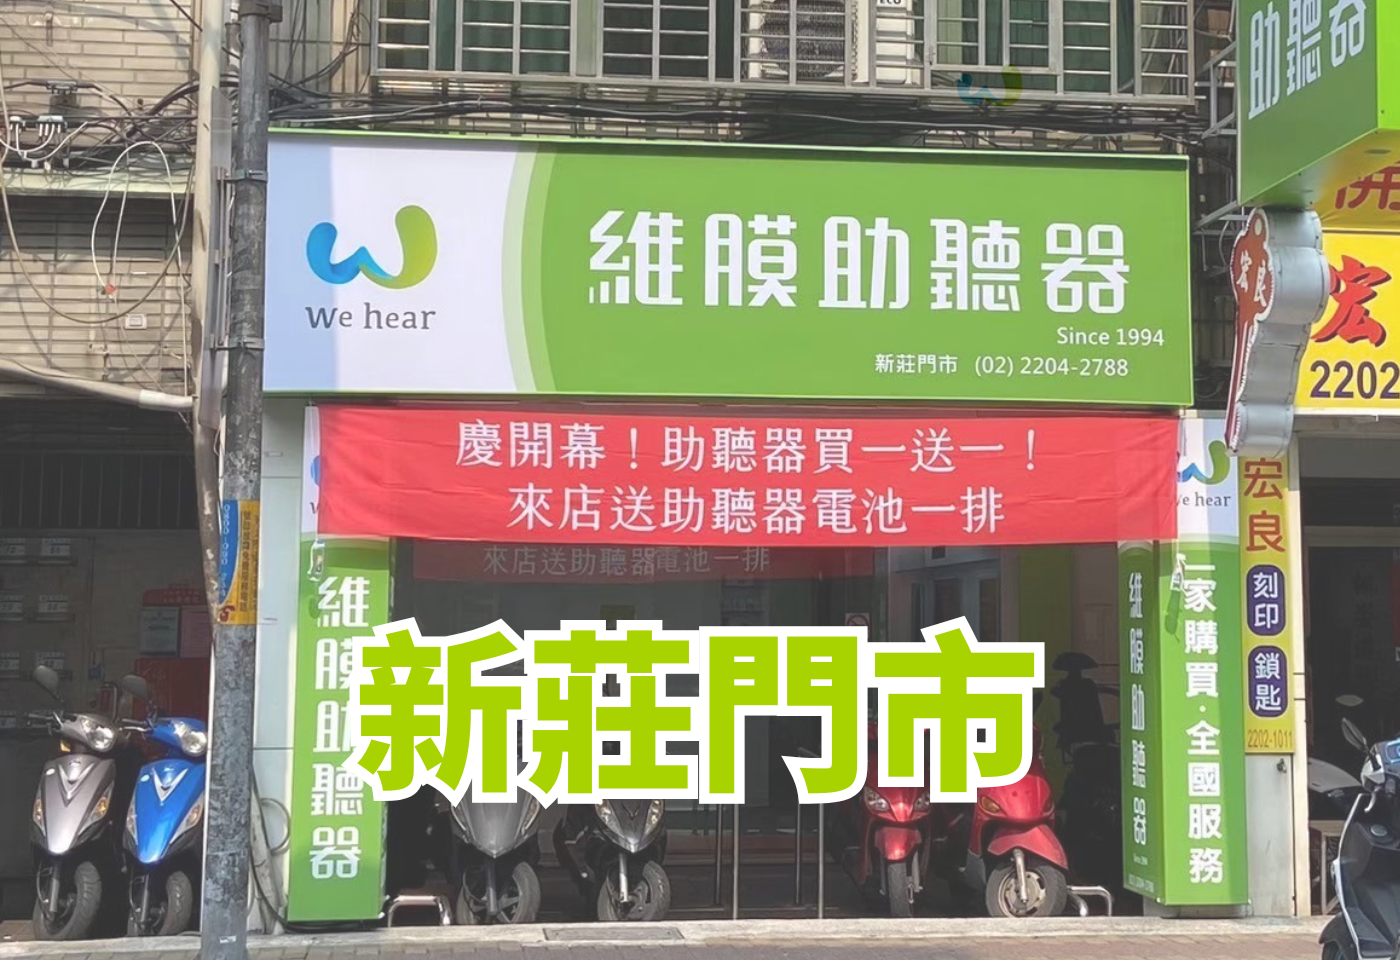 助聽器
維膜助聽器
We hear
Since 1994
新莊門市 (02) 2204-2788
慶開幕！助聽器買一送一！
來店送助聽器電池一排
來店送助聽器電池一排
維膜助聽器
新莊門市
維膜助聽器
Since 1994
一家購買·全國服務
We hear
宏良
宏
2202
宏良
刻印
鎖匙
2202-1011